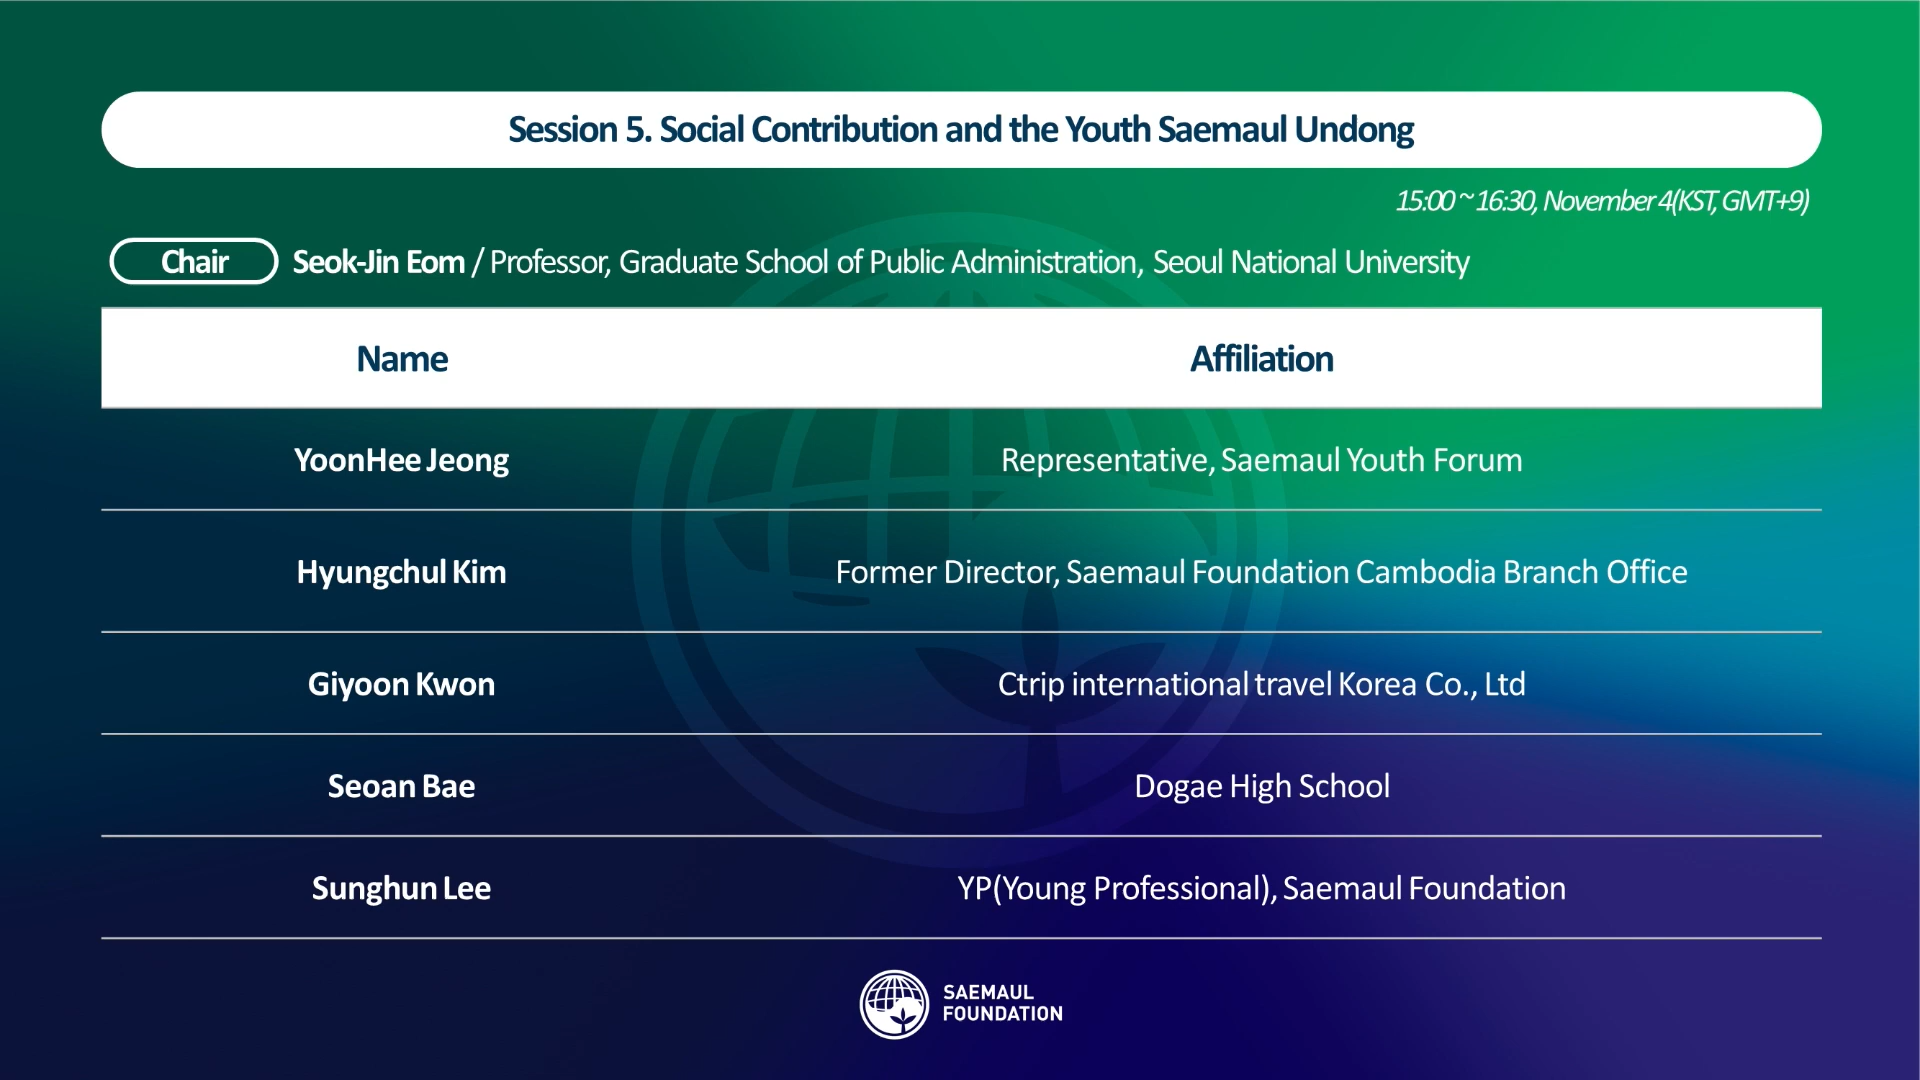 Session 5. Social Contribution and the Youth Saemaul Undong
15:00 ~ 16:30, November 4(KST, GMT+9)
Chair Seok-Jin Eom / Professor, Graduate School of Public Administration, Seoul National University
Name Affiliation
YoonHee Jeong Representative, Saemaul Youth Forum
Hyungchul Kim Former Director, Saemaul Foundation Cambodia Branch Office
Giyoon Kwon Ctrip international travel Korea Co., Ltd
Seoan Bae Dogae High School
Sunghun Lee YP(Young Professional), Saemaul Foundation
SAEMAUL
FOUNDATION